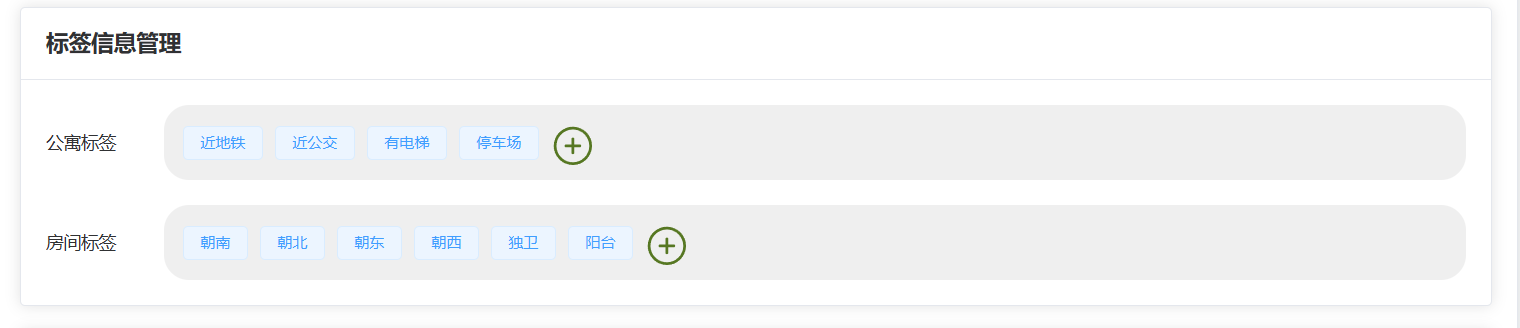 标签信息管理
公寓标签 近地铁 近公交 有电梯 停车场
房间标签 朝南 朝北 朝东 朝西 独卫 阳台